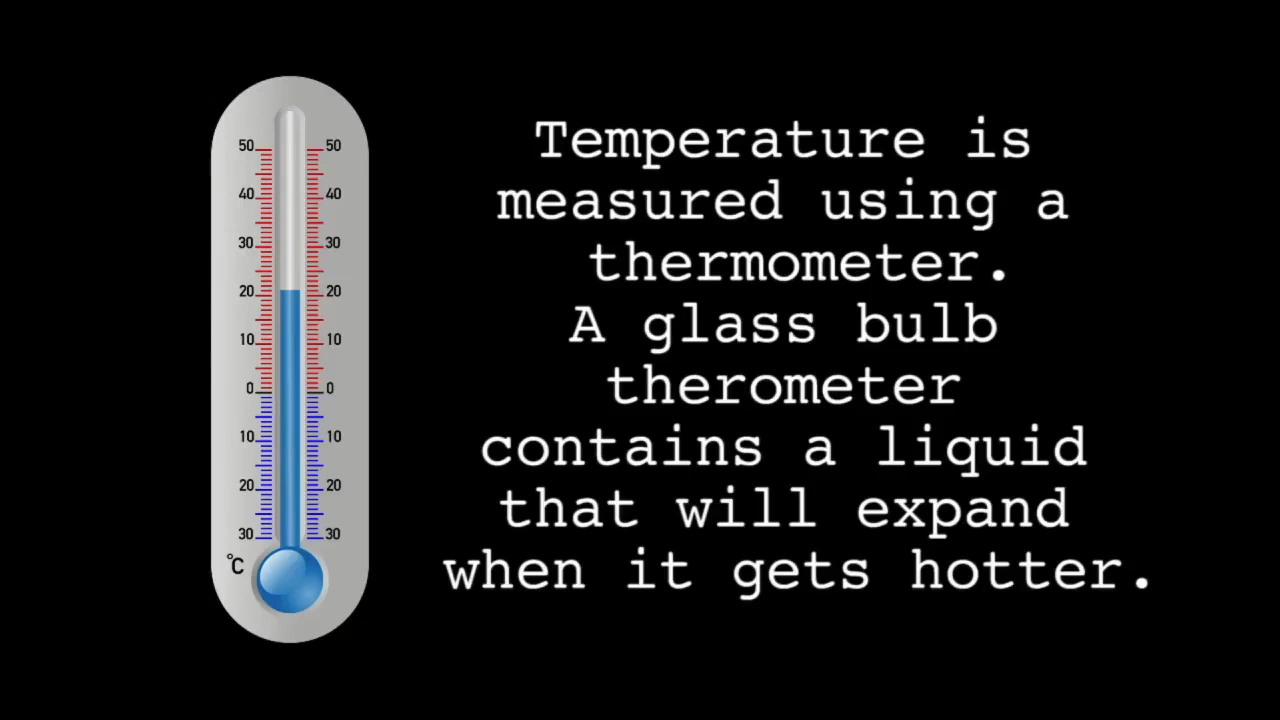 50 50
40 40
30 30
20 20
10 10
0 0
10 10
20 20
30 30
°C
Temperature is
measured using a
thermometer.
A glass bulb
therometer
contains a liquid
that will expand
when it gets hotter.